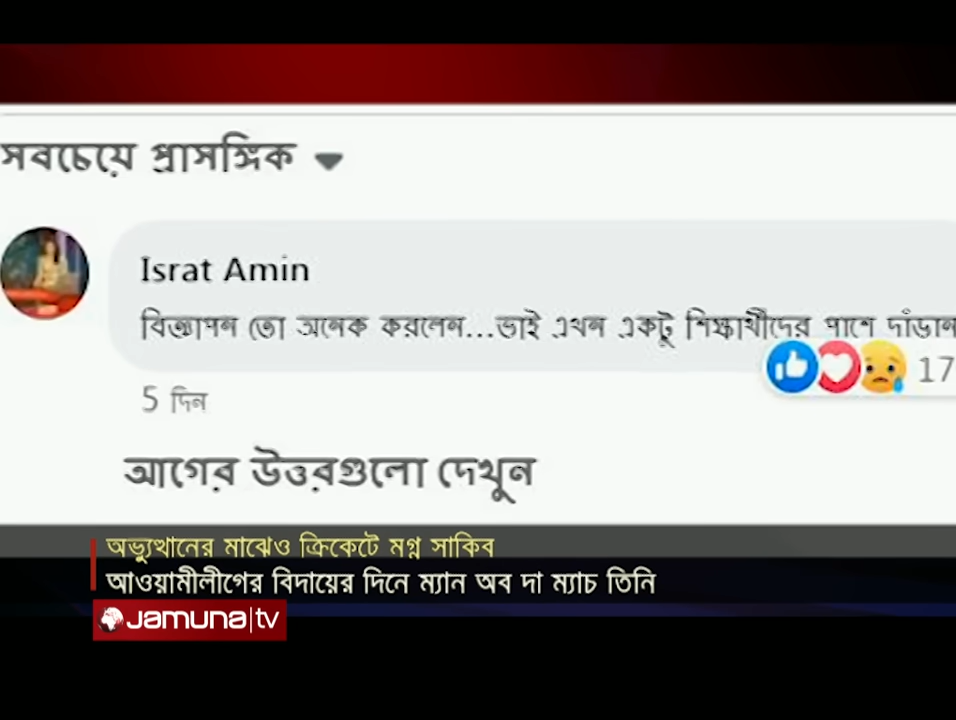 সবচেয়ে প্রাসঙ্গিক
Israt Amin
বিজ্ঞাপন তো অনেক করলেন...ভাই এখন একটু শিক্ষার্থীদের পাশে দাঁড়ান
17
5 দিন
আগের উত্তরগুলো দেখুন
অভ্যুত্থানের মাঝেও ক্রিকেটে মগ্ন সাকিব
আওয়ামীলীগের বিদায়ের দিনে ম্যান অব দা ম্যাচ তিনি
Jamuna|tv